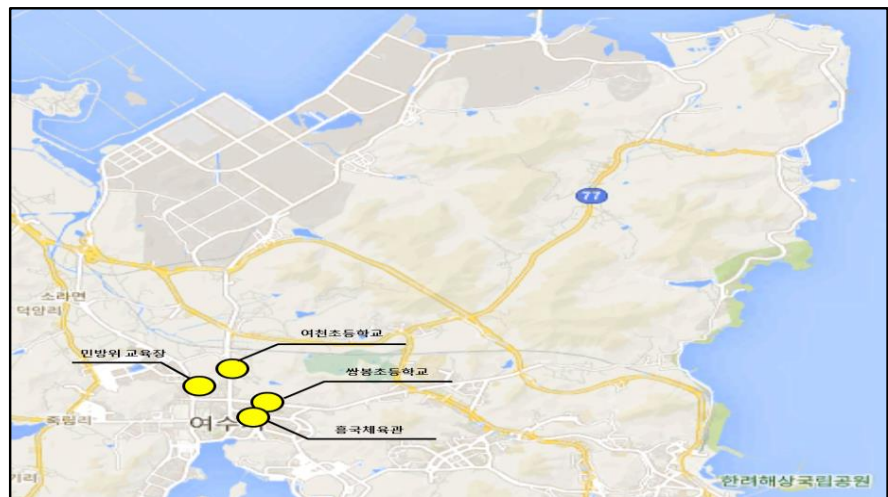 77
소라면
덕양리
여천초등학교
민방위 교육장
쌍봉초등학교
죽림리
여수
흥국체육관
기리
한려해상국립공원